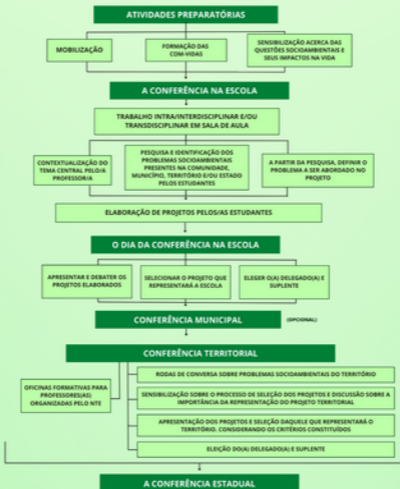 ATIVIDADES PREPARATÓRIAS
MOBILIZAÇÃO
FORMAÇÃO DAS
COM-VIDAS
SENSIBILIZAÇÃO ACERCA DAS
QUESTÕES SOCIOAMBIENTAIS E
SEUS IMPACTOS NA VIDA
A CONFERÊNCIA NA ESCOLA
TRABALHO INTRA/INTERDISCIPLINAR E/OU
TRANSDISCIPLINAR EM SALA DE AULA
CONTEXTUALIZAÇÃO DO
TEMA CENTRAL PELO/A
PROFESSOR/A
PESQUISA E IDENTIFICAÇÃO DOS
PROBLEMAS SOCIOAMBIENTAIS
PRESENTES NA COMUNIDADE,
MUNICÍPIO, TERRITÓRIO E/OU ESTADO
PELOS ESTUDANTES
A PARTIR DA PESQUISA, DEFINIR O
PROBLEMA A SER ABORDADO NO
PROJETO
ELABORAÇÃO DE PROJETOS PELOS/AS ESTUDANTES
O DIA DA CONFERÊNCIA NA ESCOLA
APRESENTAR E DEBATER OS
PROJETOS ELABORADOS
SELECIONAR O PROJETO QUE
REPRESENTARÁ A ESCOLA
ELEGER O(A) DELEGADO(A) E
SUPLENTE
CONFERÊNCIA MUNICIPAL
(OPCIONAL)
CONFERÊNCIA TERRITORIAL
OFICINAS FORMATIVAS PARA
PROFESSORES(AS)
ORGANIZADAS PELO NTE
RODAS DE CONVERSA SOBRE PROBLEMAS SOCIOAMBIENTAIS DO TERRITÓRIO
SENSIBILIZAÇÃO SOBRE O PROCESSO DE SELEÇÃO DOS PROJETOS E DISCUSSÃO SOBRE A
IMPORTÂNCIA DA REPRESENTAÇÃO DO PROJETO TERRITORIAL
APRESENTAÇÃO DOS PROJETOS E SELEÇÃO DAQUELE QUE REPRESENTARÁ O
TERRITÓRIO, CONSIDERANDO OS CRITÉRIOS CONSTITUÍDOS
ELEIÇÃO DO(A) DELEGADO(A) E SUPLENTE
A CONFERÊNCIA ESTADUAL